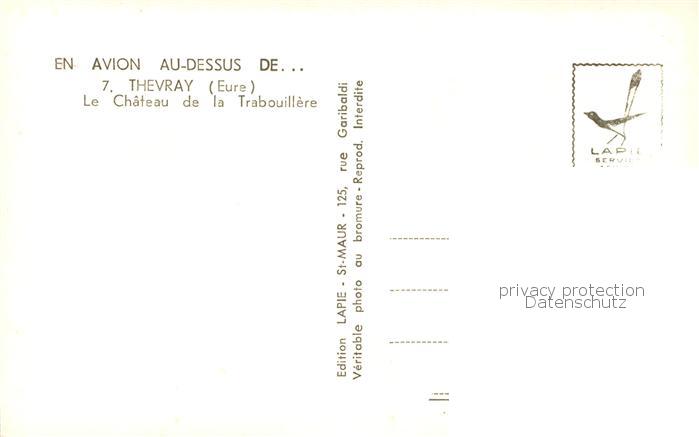 EN AVION AU-DESSUS DE...
7. THEVRAY (Eure)
Le Château de la Trabouillère
Edition LAPIE - St-MAUR - 125, rue Garibaldi
Véritable photo au bromure - Reprod. Interdite
LAPIE
privacy protection
Datenschutz